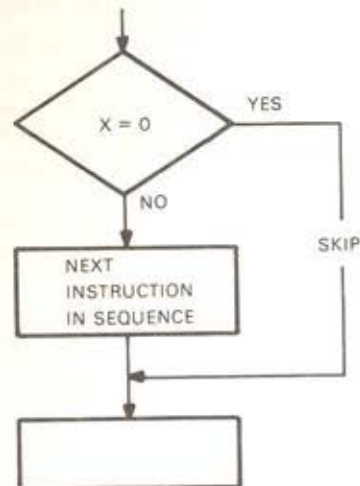 YES
X = 0
NO
SKIP
NEXT
INSTRUCTION
IN SEQUENCE